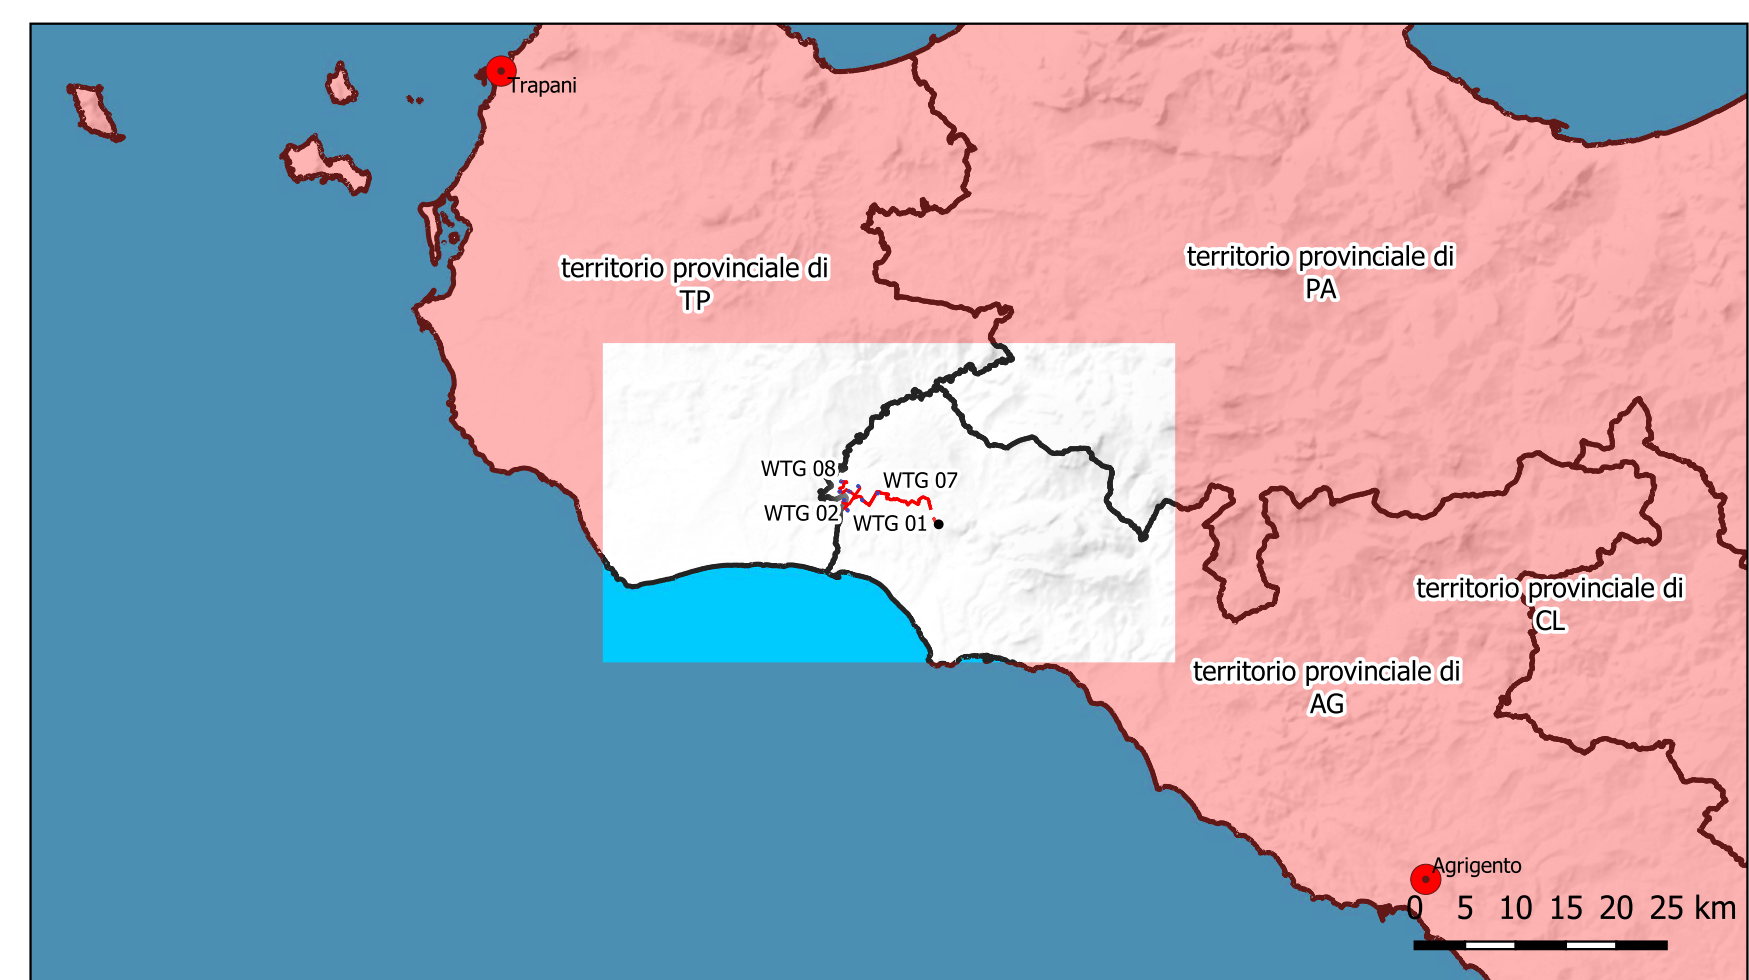 Trapani
territorio provinciale di
TP
territorio provinciale di
PA
WTG 08
WTG 07
WTG 02
WTG 01
territorio provinciale di
CL
territorio provinciale di
AG
Agrigento
0 5 10 15 20 25 km